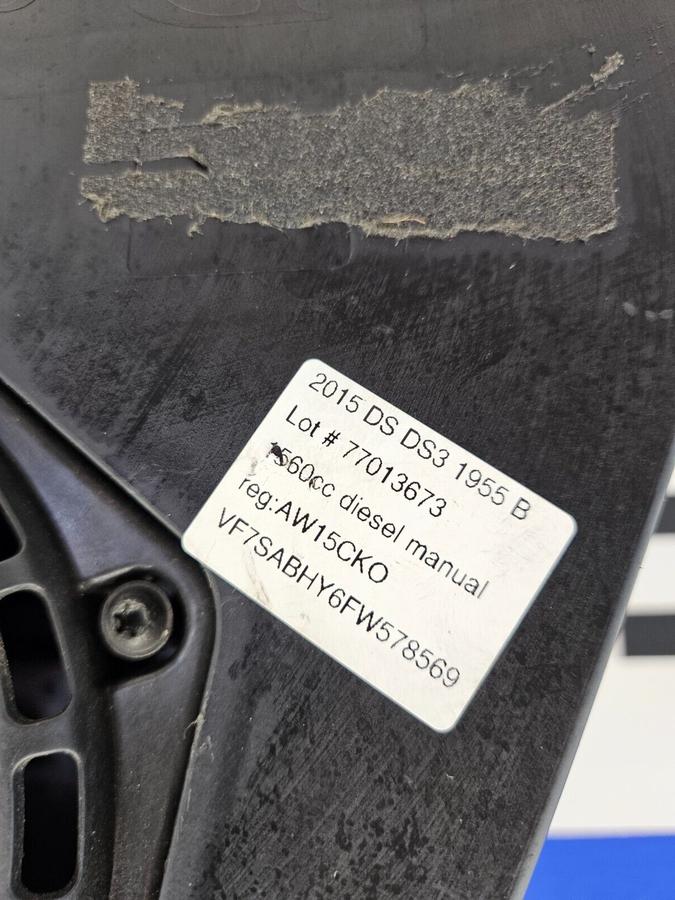 2015 DS DS3 1955 B
Lot # 77013673
1560cc diesel manual
reg:AW15CKO
VF7SABHY6FW578569